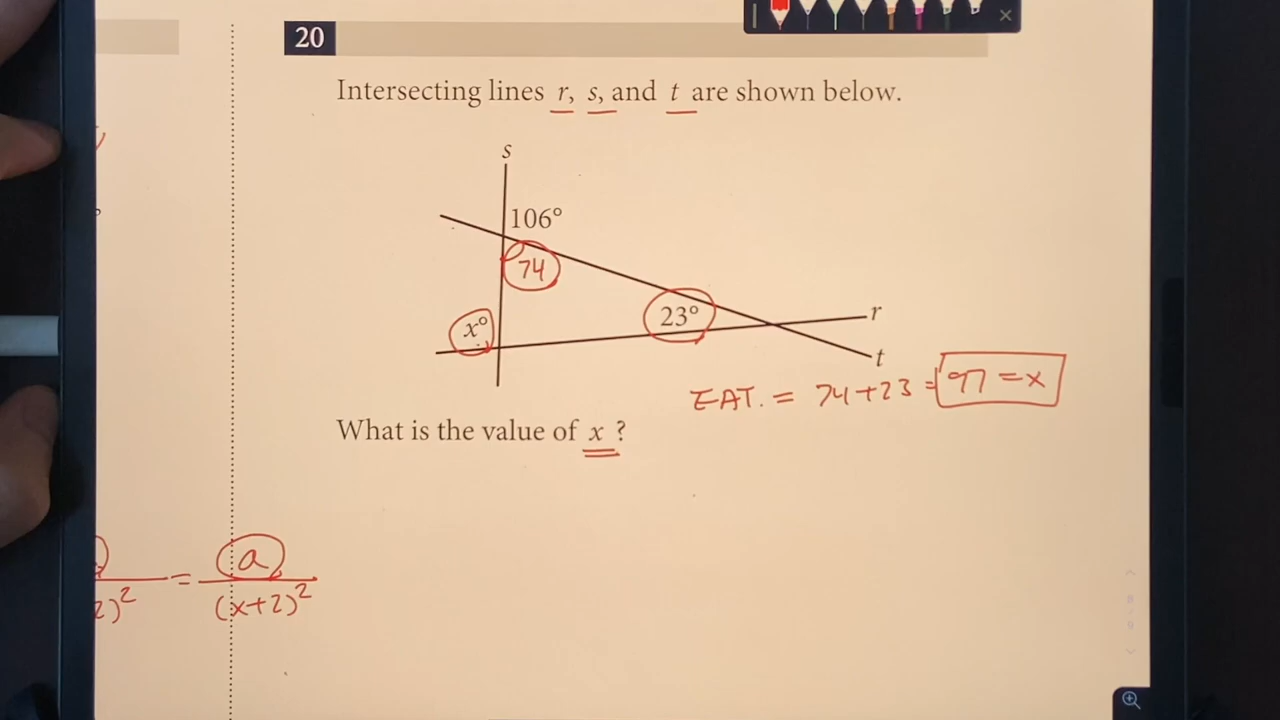 20
Intersecting lines r, s, and t are shown below.
s
106°
74
x°
23°
r
t
E.A.T. = 74+23 = 97 = x
What is the value of x ?
a
= 
2)²
(x+2)²